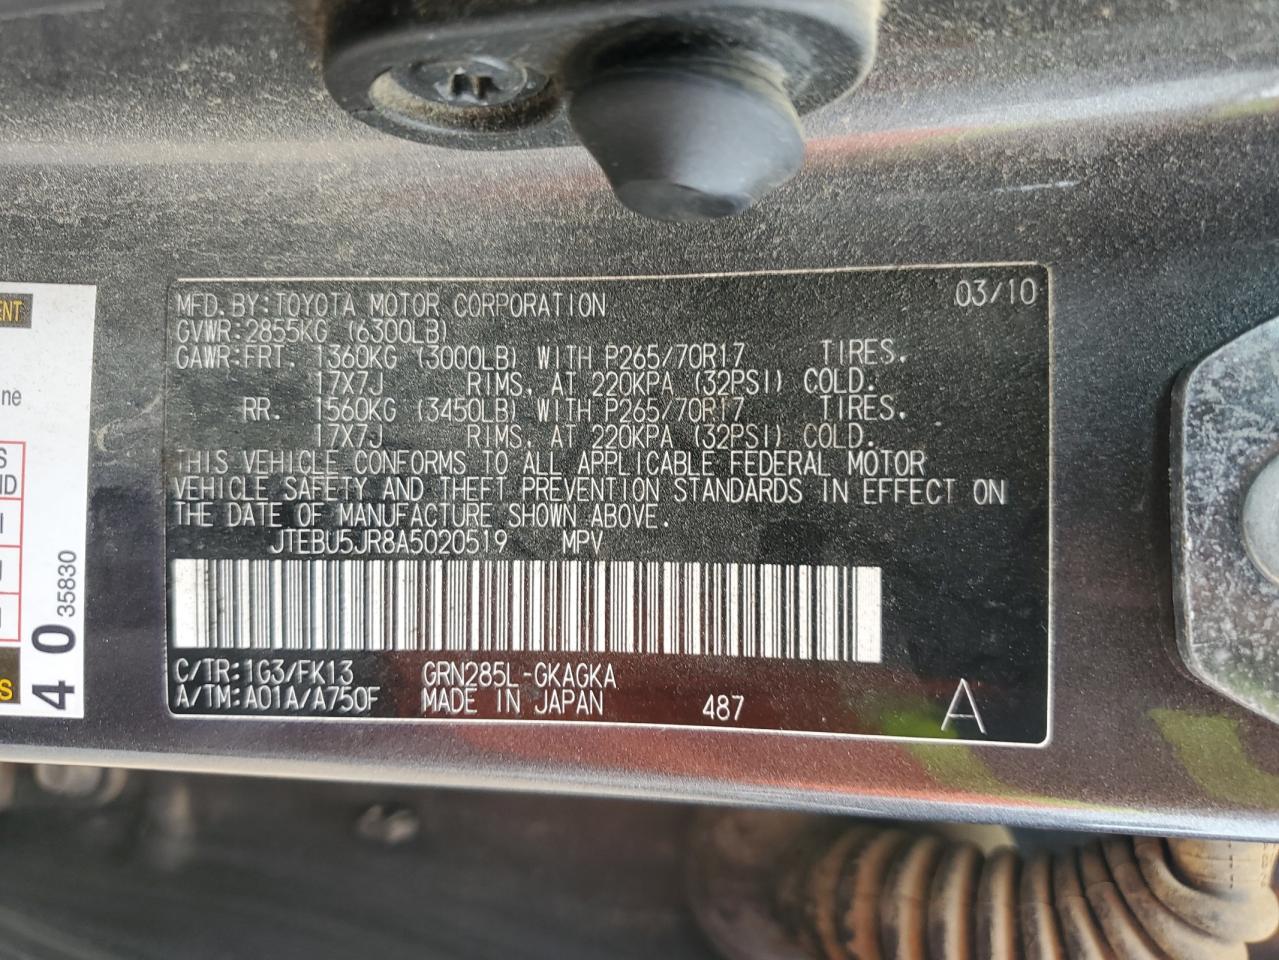 MFD.BY:TOYOTA MOTOR CORPORATION 03/10
GVWR:2855KG (6300LB)
GAWR:FRT. 1360KG (3000LB) WITH P265/70R17 TIRES,
17X7J RIMS, AT 220KPA (32PSI) COLD.
RR. 1560KG (3450LB) WITH P265/70R17 TIRES,
17X7J RIMS, AT 220KPA (32PSI) COLD.
THIS VEHICLE CONFORMS TO ALL APPLICABLE FEDERAL MOTOR
VEHICLE SAFETY AND THEFT PREVENTION STANDARDS IN EFFECT ON
THE DATE OF MANUFACTURE SHOWN ABOVE.
JTEBU5JR8A5020519 MPV
C/TR:1G3/FK13 GRN285L-GKAGKA
A/TM:A01A/A750F MADE IN JAPAN 487 A
40 35830